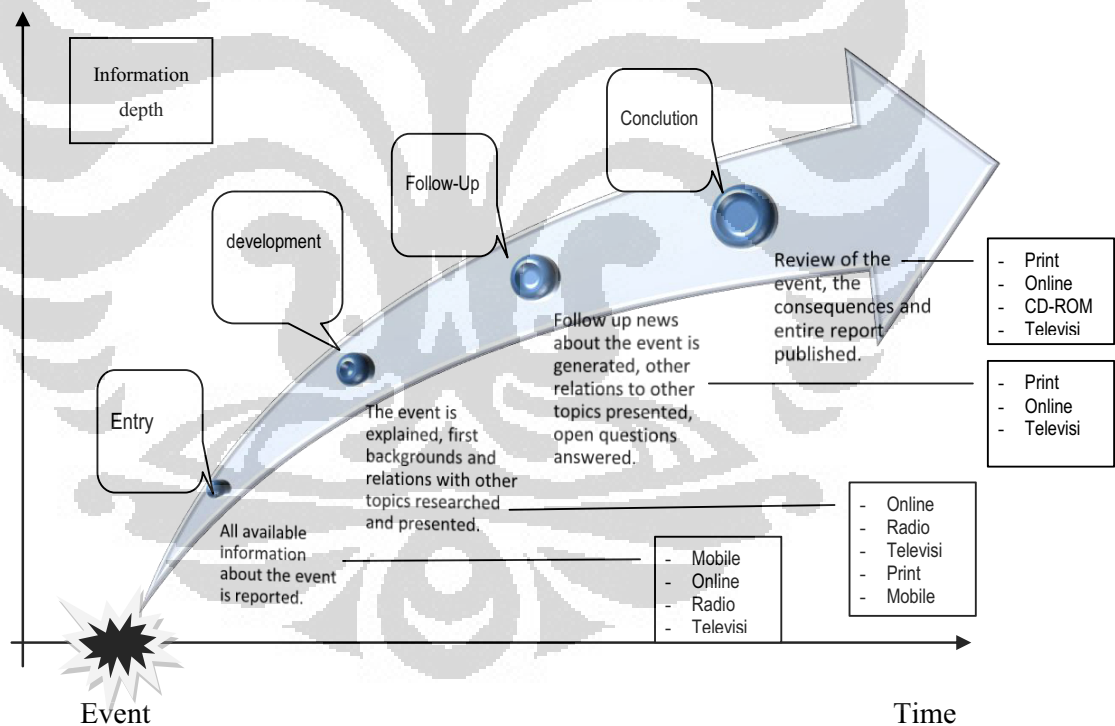 Information
depth
Conclution
Follow-Up
development
Entry
Review of the
event, the
consequences and
entire report
published.
- Print
- Online
- CD-ROM
- Televisi
Follow up news
about the event is
generated, other
relations to other
topics presented,
open questions
answered.
- Print
- Online
- Televisi
The event is
explained, first
backgrounds and
relations with other
topics researched
and presented.
- Online
- Radio
- Televisi
- Print
- Mobile
All available
information
about the event
is reported.
- Mobile
- Online
- Radio
- Televisi
Event
Time